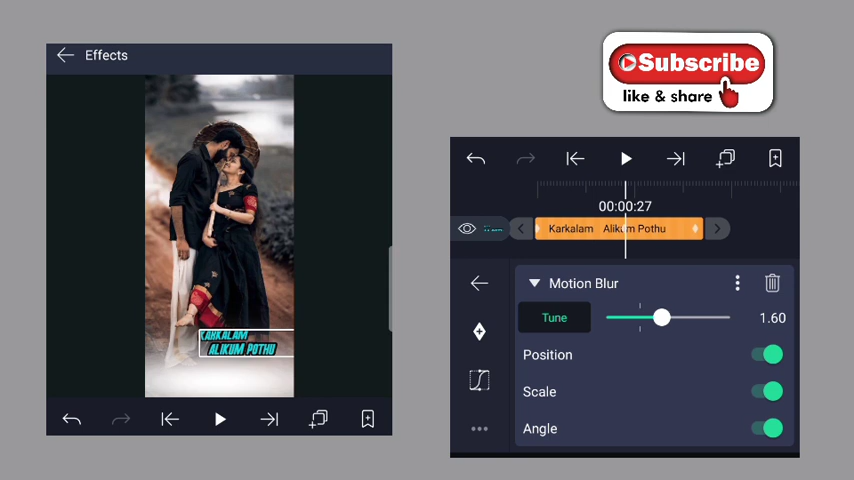 Effects
KARKALAM
ALIKUM POTHU
Subscribe
like & share
00:00:27
Karkalam Alikum Pothu
Motion Blur
Tune
1.60
Position
Scale
Angle